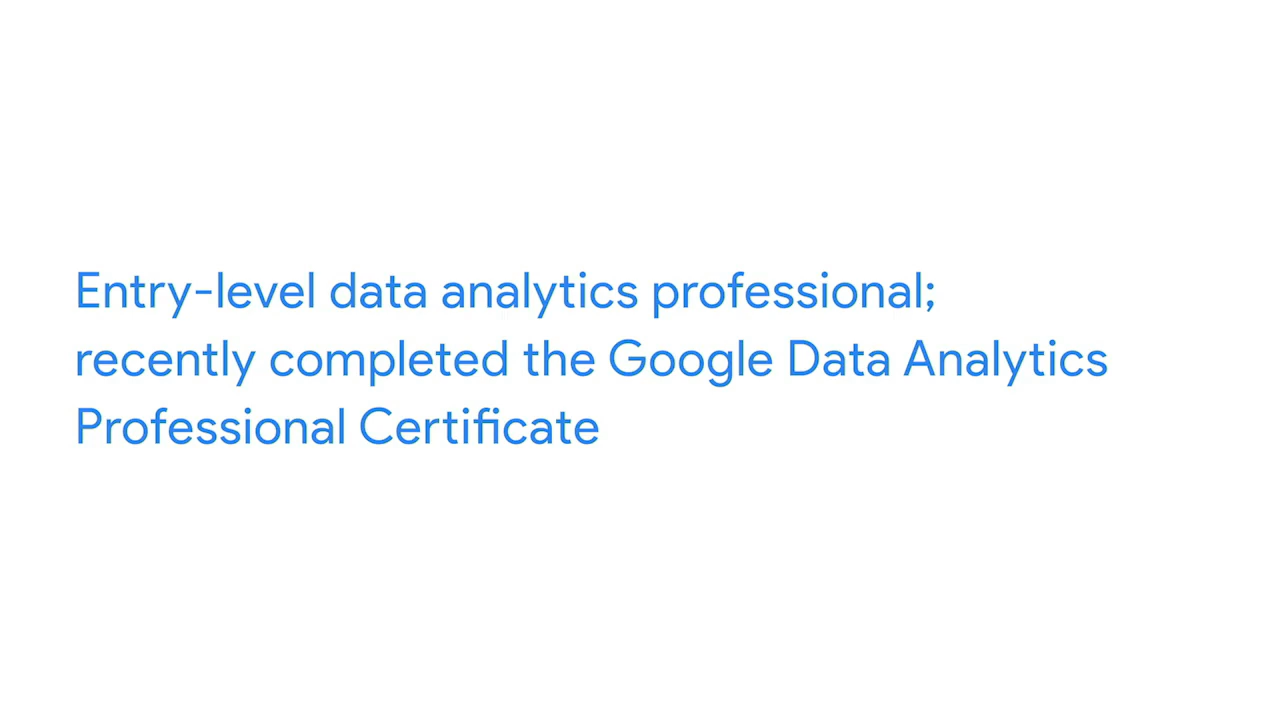 Entry-level data analytics professional;
recently completed the Google Data Analytics
Professional Certificate